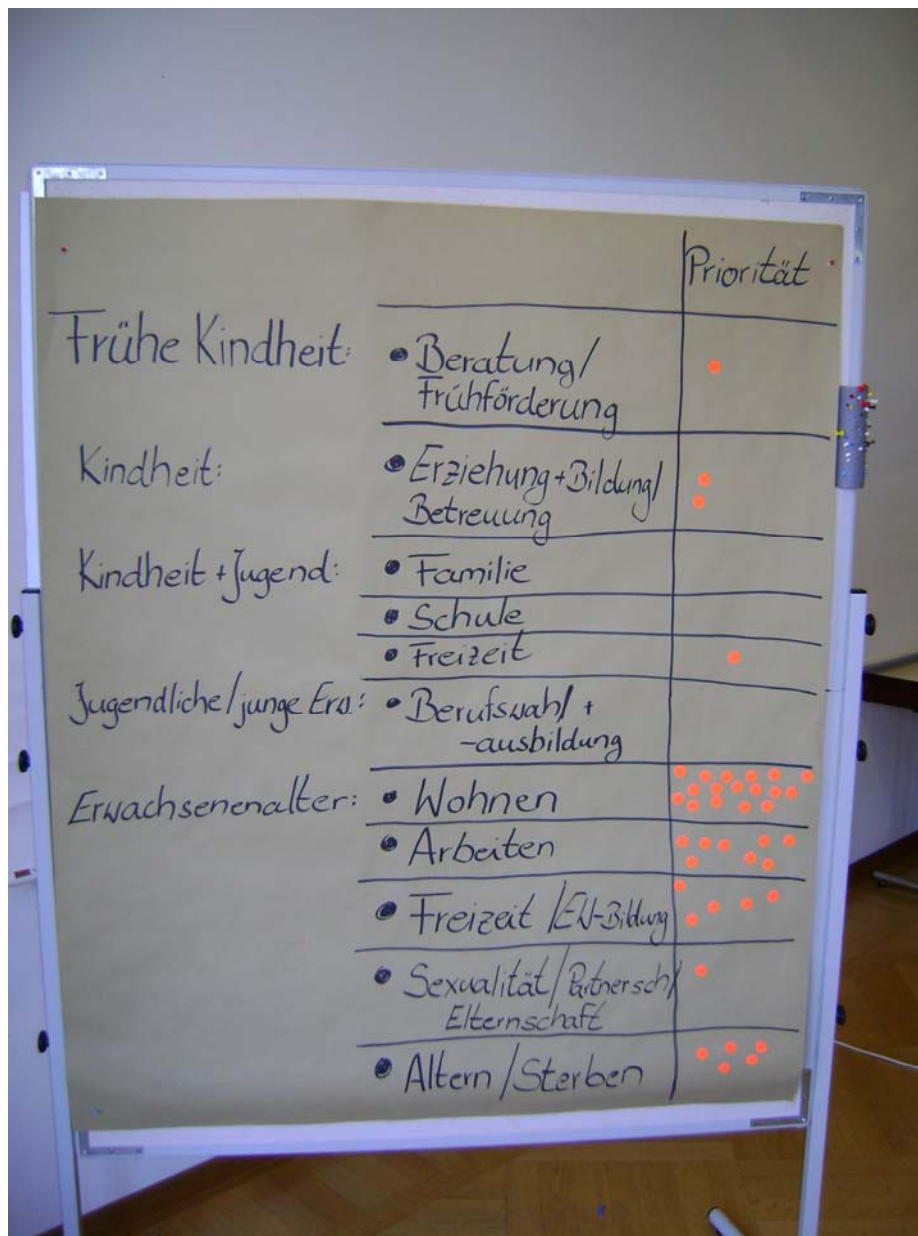 Priorität
Frühe Kindheit:
• Beratung/
Frühförderung
Kindheit:
• Erziehung + Bildung/
Betreuung
Kindheit + Jugend:
• Familie
• Schule
• Freizeit
Jugendliche/junge Erw.:
• Berufswahl +
-ausbildung
Erwachsenenalter:
• Wohnen
• Arbeiten
• Freizeit /EW-Bildung
• Sexualität/Partnersch/
Elternschaft
• Altern/Sterben